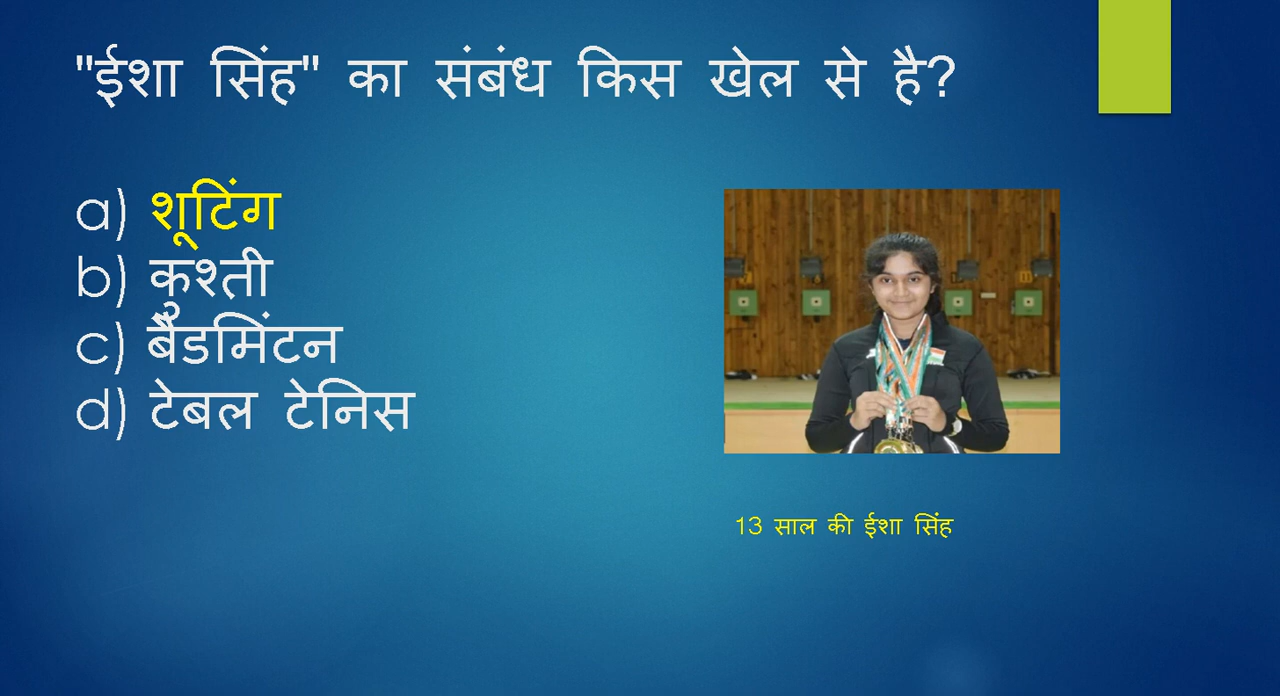 "ईशा सिंह" का संबंध किस खेल से है?
a) शूटिंग
b) कुश्ती
c) बैडमिंटन
d) टेबल टेनिस
13 साल की ईशा सिंह